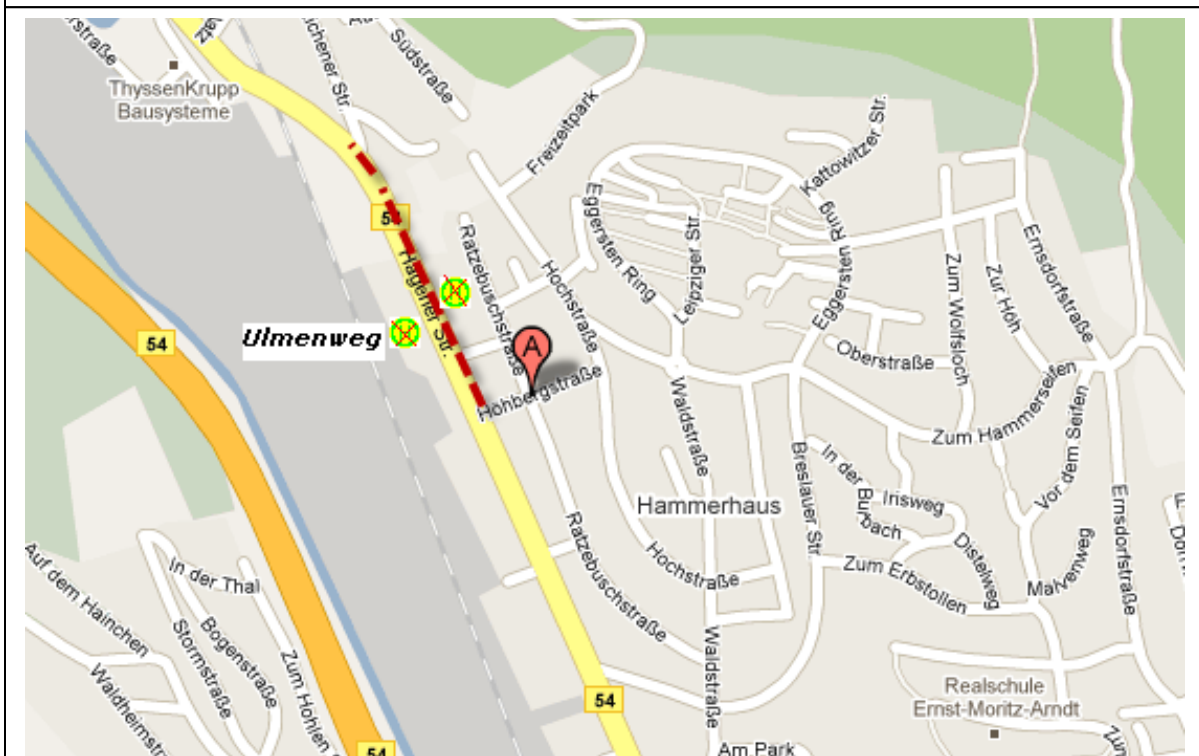 Südstraße
ThyssenKrupp
Bausysteme
Freizeitpark
Kattowitzer Str.
Eggersten Ring
Leipziger Str.
Eggersten Ring
Ernsdorfstraße
Zum Wolfsloch
Zur Höh
54
Hagener Str.
Ratzebuschstraße
Hochstraße
H
H
Ulmenweg
54
A
Oberstraße
Höhbergstraße
Waldstraße
Zum Hammerseifen
Vor dem Seifen
Breslauer Str.
In der Burbach
Irisweg
Hammerhaus
Ernsdorfstraße
Distelweg
Malvenweg
Zum Erbstollen
Hochstraße
Ratzebuschstraße
Waldstraße
In der Thal
Auf dem Hainchen
Bogenstraße
Stormstraße
Zum Hohlen
Waldheimstr
54
Realschule
Ernst-Moritz-Arndt
Am Park
54